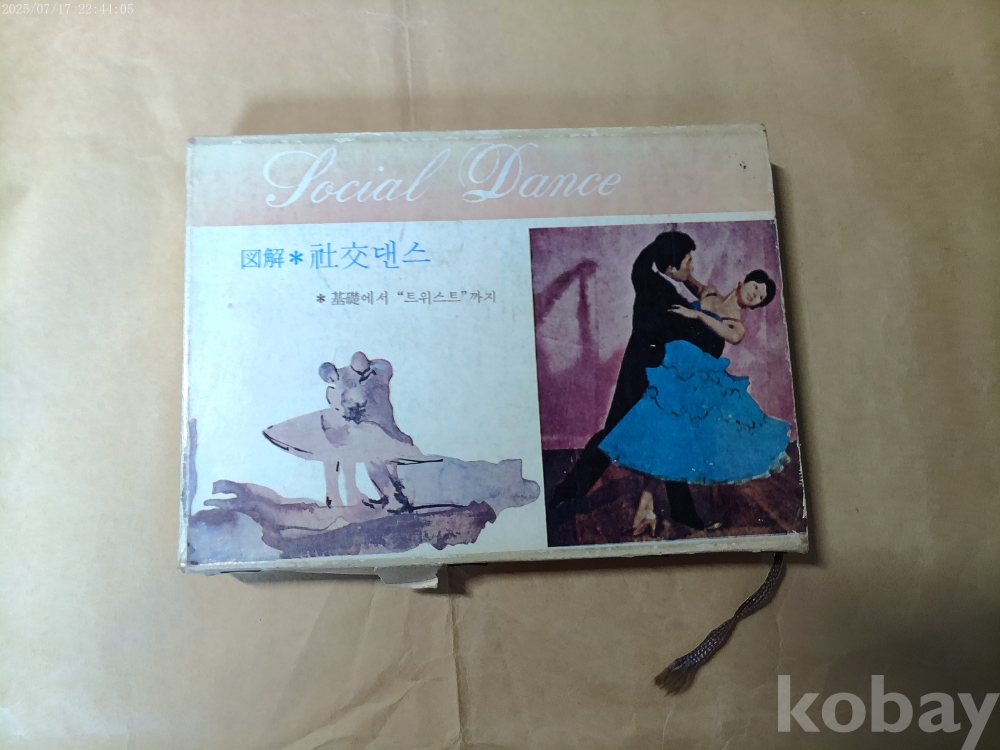 2025/07/17 22:44:05
Social Dance
図解*社交댄스
*基礎에서 “트위스트”까지
kobay